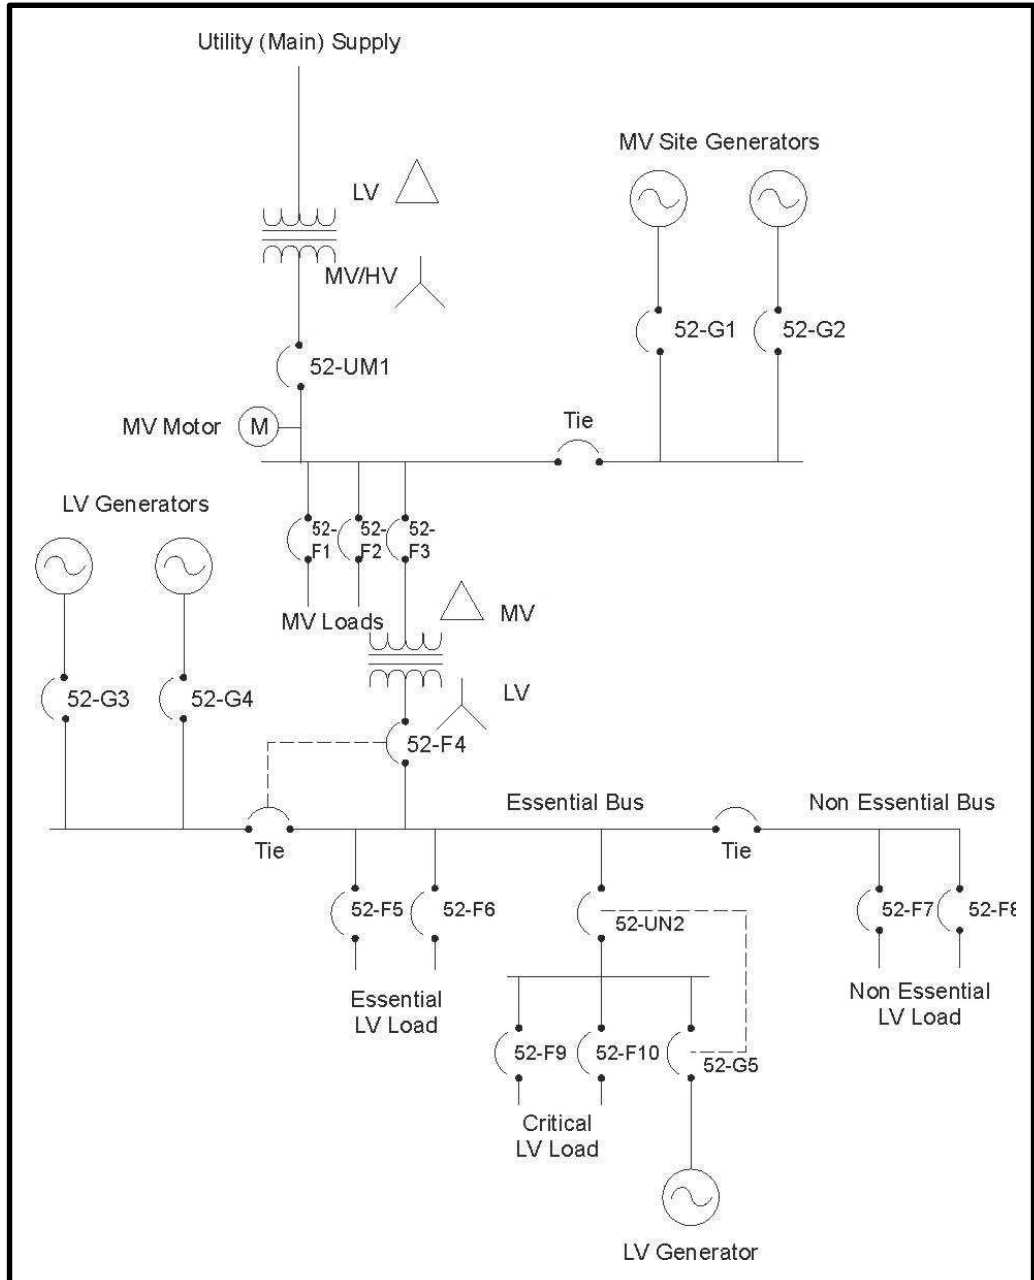 Utility (Main) Supply
MV Site Generators
LV
MV/HV
52-G1
52-G2
52-UM1
MV Motor
M
Tie
LV Generators
52-
F1
52-
F2
52-
F3
MV Loads
MV
52-G3
52-G4
LV
52-F4
Essential Bus
Non Essential Bus
Tie
Tie
52-F5
52-F6
52-UN2
52-F7
52-F8
Essential
LV Load
Non Essential
LV Load
52-F9
52-F10
52-G5
Critical
LV Load
LV Generator